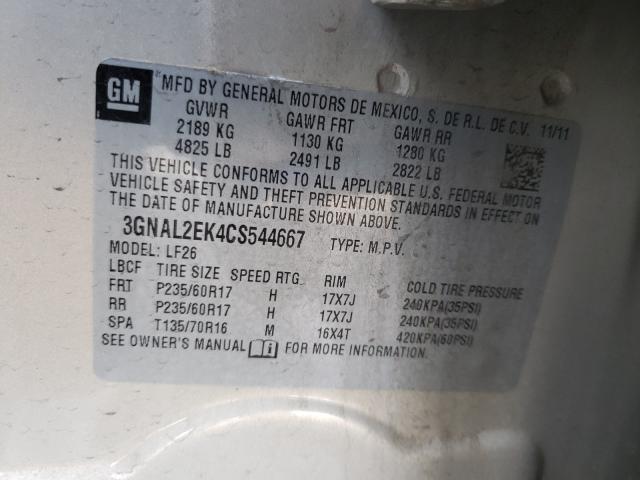 GM MFD BY GENERAL MOTORS DE MEXICO, S. DE R.L. DE C.V. 11/11
GVWR GAWR FRT GAWR RR
2189 KG 1130 KG 1280 KG
4825 LB 2491 LB 2822 LB
THIS VEHICLE CONFORMS TO ALL APPLICABLE U.S. FEDERAL MOTOR
VEHICLE SAFETY AND THEFT PREVENTION STANDARDS IN EFFECT ON
THE DATE OF MANUFACTURE SHOWN ABOVE.
3GNAL2EK4CS544667 TYPE: M.P.V.
MODEL: LF26
LBCF TIRE SIZE SPEED RTG RIM COLD TIRE PRESSURE
FRT P235/60R17 H 17X7J 240KPA(35PSI)
RR P235/60R17 H 17X7J 240KPA(35PSI)
SPA T135/70R16 M 16X4T 420KPA(60PSI)
SEE OWNER'S MANUAL FOR MORE INFORMATION.